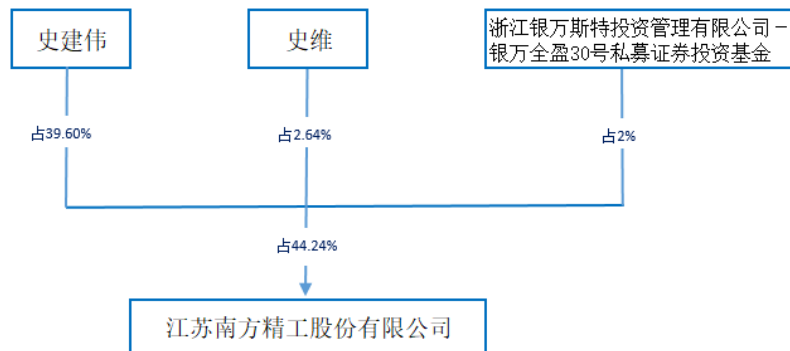 史建伟
史维
浙江银万斯特投资管理有限公司－
银万全盈30号私募证券投资基金
占39.60%
占2.64%
占2%
占44.24%
江苏南方精工股份有限公司